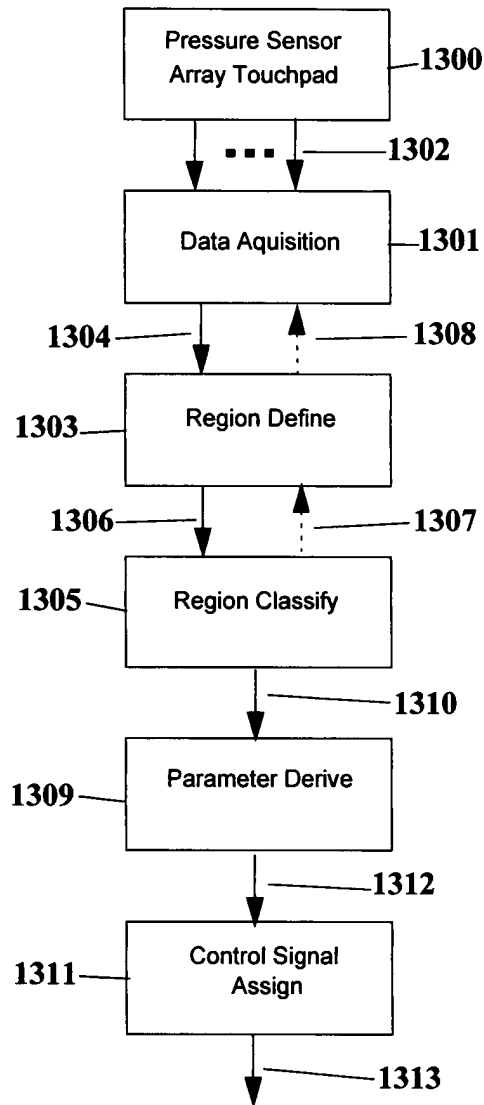 Pressure Sensor
Array Touchpad
1300
1302
Data Aquisition
1301
1304
1308
Region Define
1303
1306
1307
Region Classify
1305
1310
Parameter Derive
1309
1312
Control Signal
Assign
1311
1313